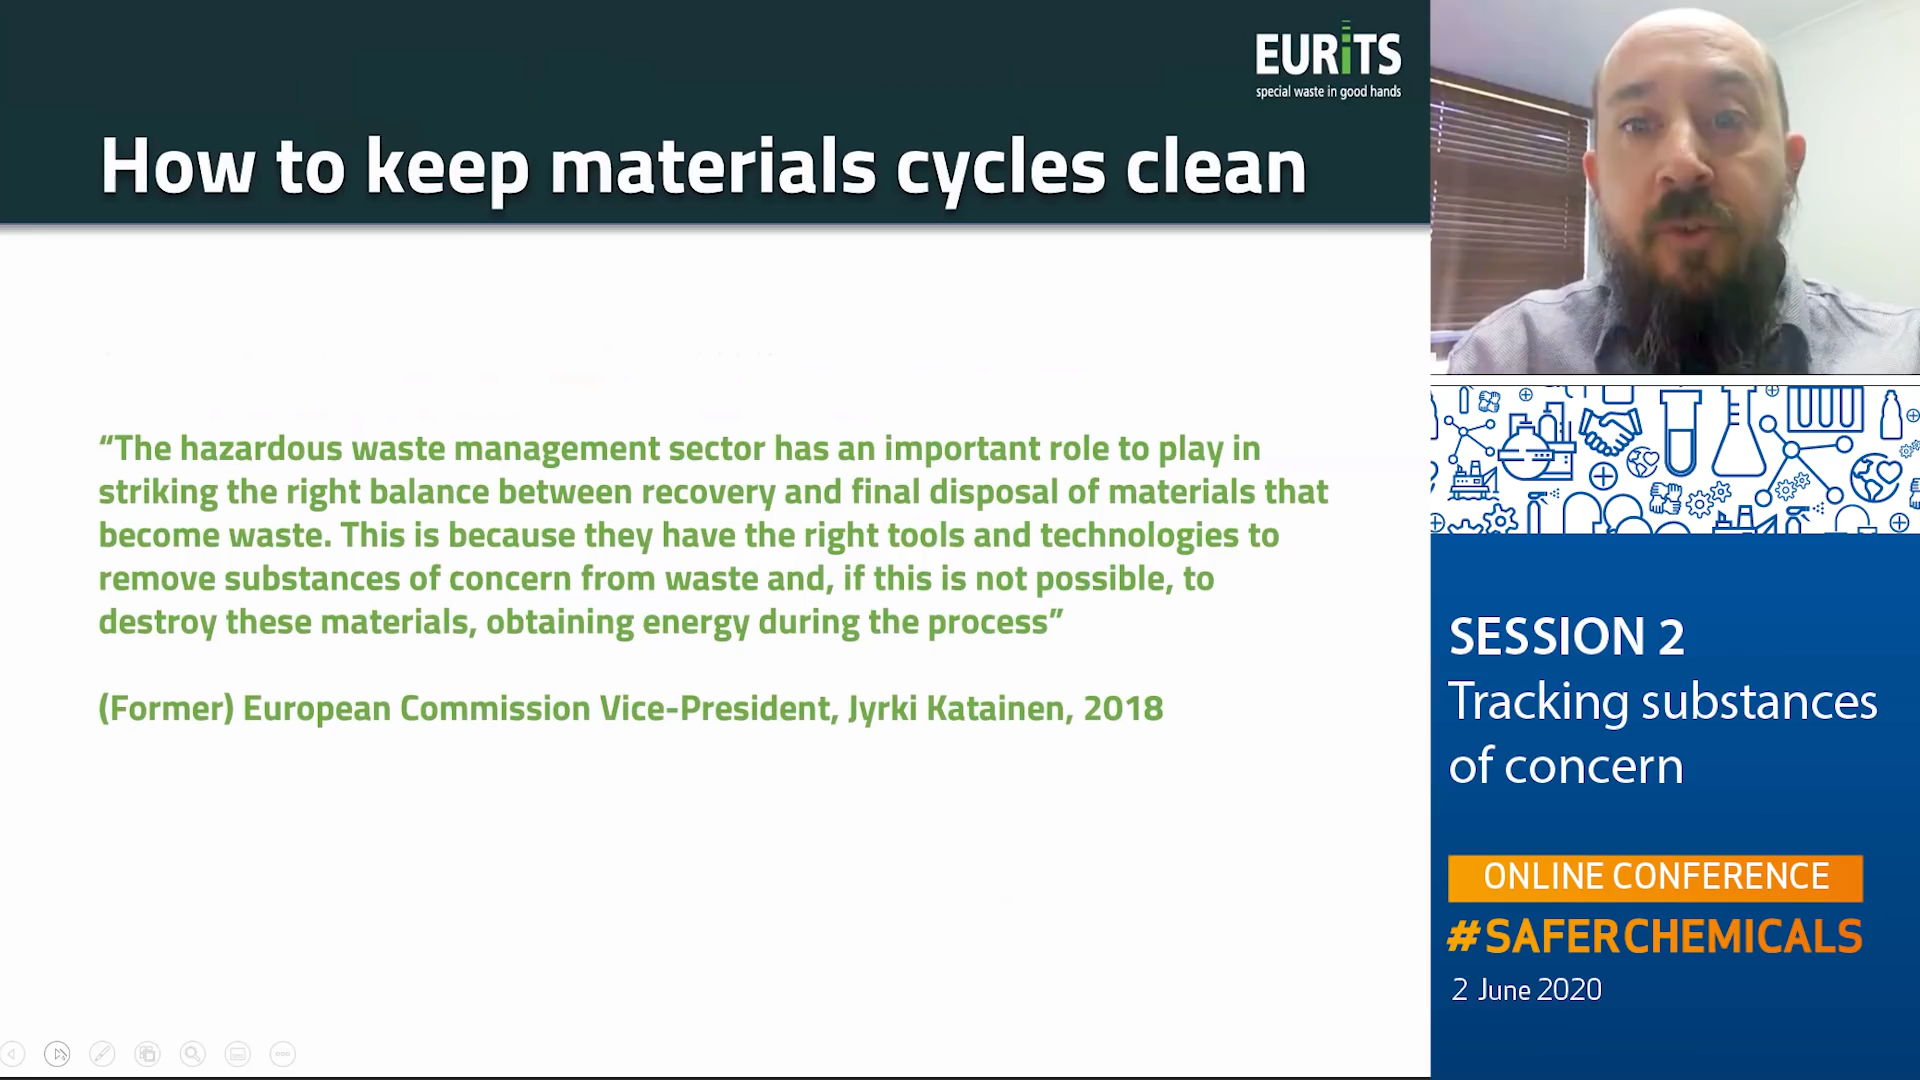 EURiTS
special waste in good hands
How to keep materials cycles clean
“The hazardous waste management sector has an important role to play in
striking the right balance between recovery and final disposal of materials that
become waste. This is because they have the right tools and technologies to
remove substances of concern from waste and, if this is not possible, to
destroy these materials, obtaining energy during the process”
(Former) European Commission Vice-President, Jyrki Katainen, 2018
SESSION 2
Tracking substances
of concern
ONLINE CONFERENCE
#SAFERCHEMICALS
2 June 2020